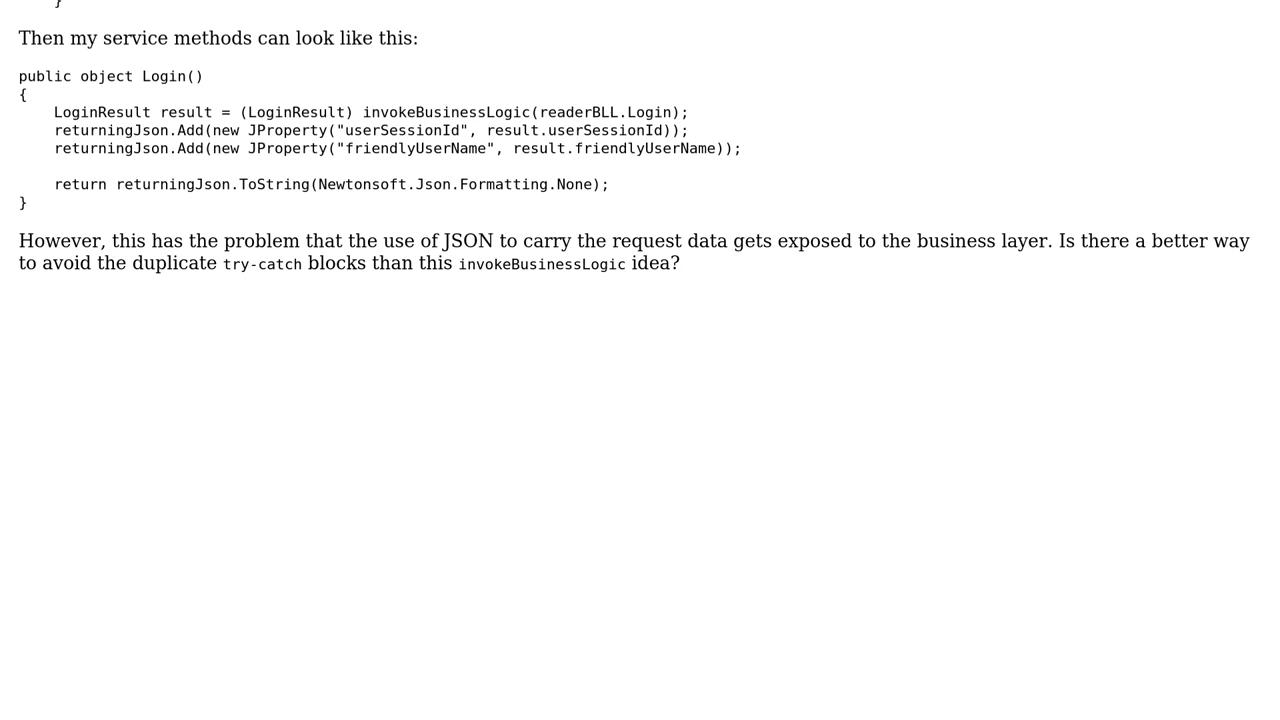 }
Then my service methods can look like this:
public object Login()
{
    LoginResult result = (LoginResult) invokeBusinessLogic(readerBLL.Login);
    returningJson.Add(new JProperty("userSessionId", result.userSessionId));
    returningJson.Add(new JProperty("friendlyUserName", result.friendlyUserName));
    return returningJson.ToString(Newtonsoft.Json.Formatting.None);
}
However, this has the problem that the use of JSON to carry the request data gets exposed to the business layer. Is there a better way
to avoid the duplicate try-catch blocks than this invokeBusinessLogic idea?